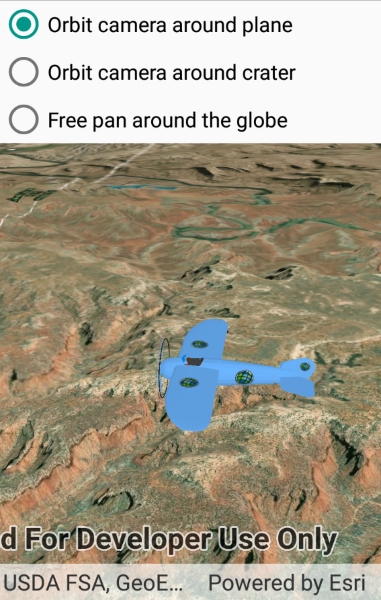 Orbit camera around plane
Orbit camera around crater
Free pan around the globe
d For Developer Use Only
USDA FSA, GeoE... Powered by Esri